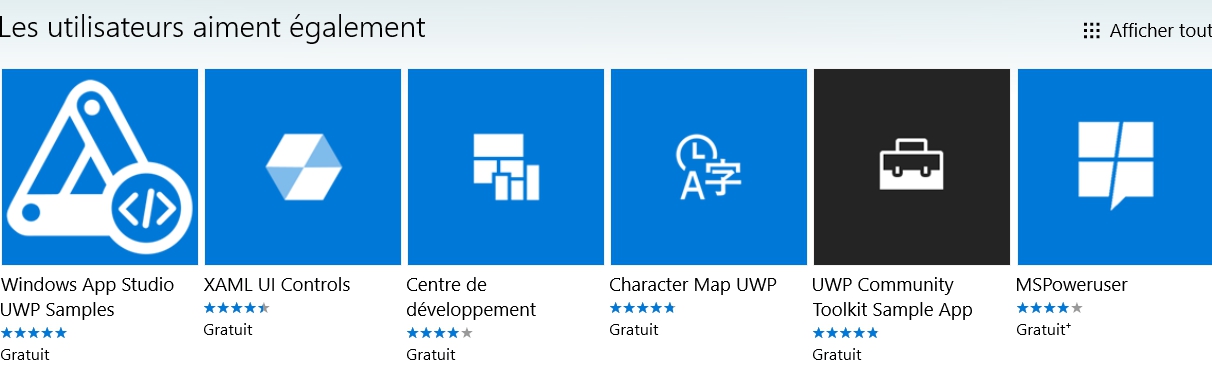 Les utilisateurs aiment également
Afficher tout
Windows App Studio
UWP Samples
Gratuit
XAML UI Controls
Gratuit
Centre de
développement
Gratuit
A字
Character Map UWP
Gratuit
UWP Community
Toolkit Sample App
Gratuit
MSPoweruser
Gratuit⁺